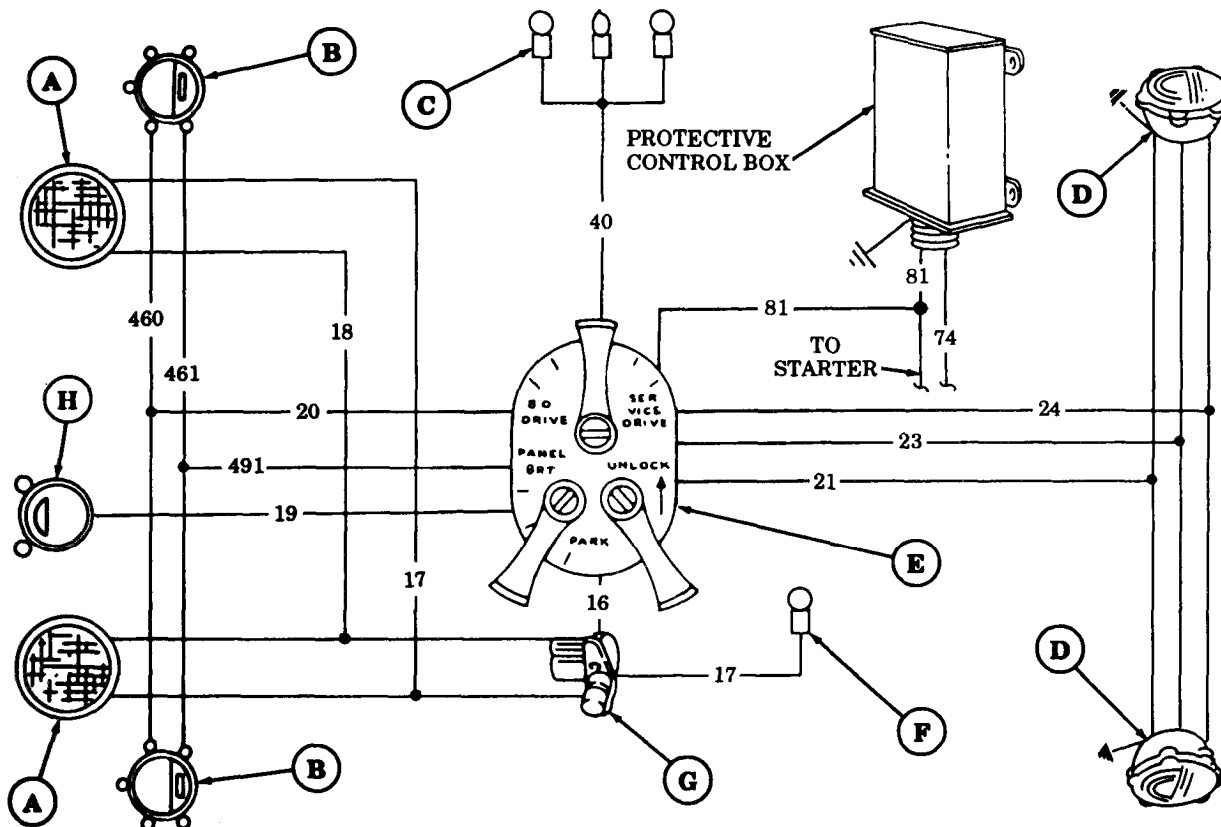 B
A
C
PROTECTIVE
CONTROL BOX
D
40
81
460
18
81
74
TO
STARTER
461
H
20
B O
DRIVE
SER
VICE
DRIVE
24
23
PANEL
BRT
UNLOCK
491
21
19
PARK
E
17
16
17
D
F
A
B
G